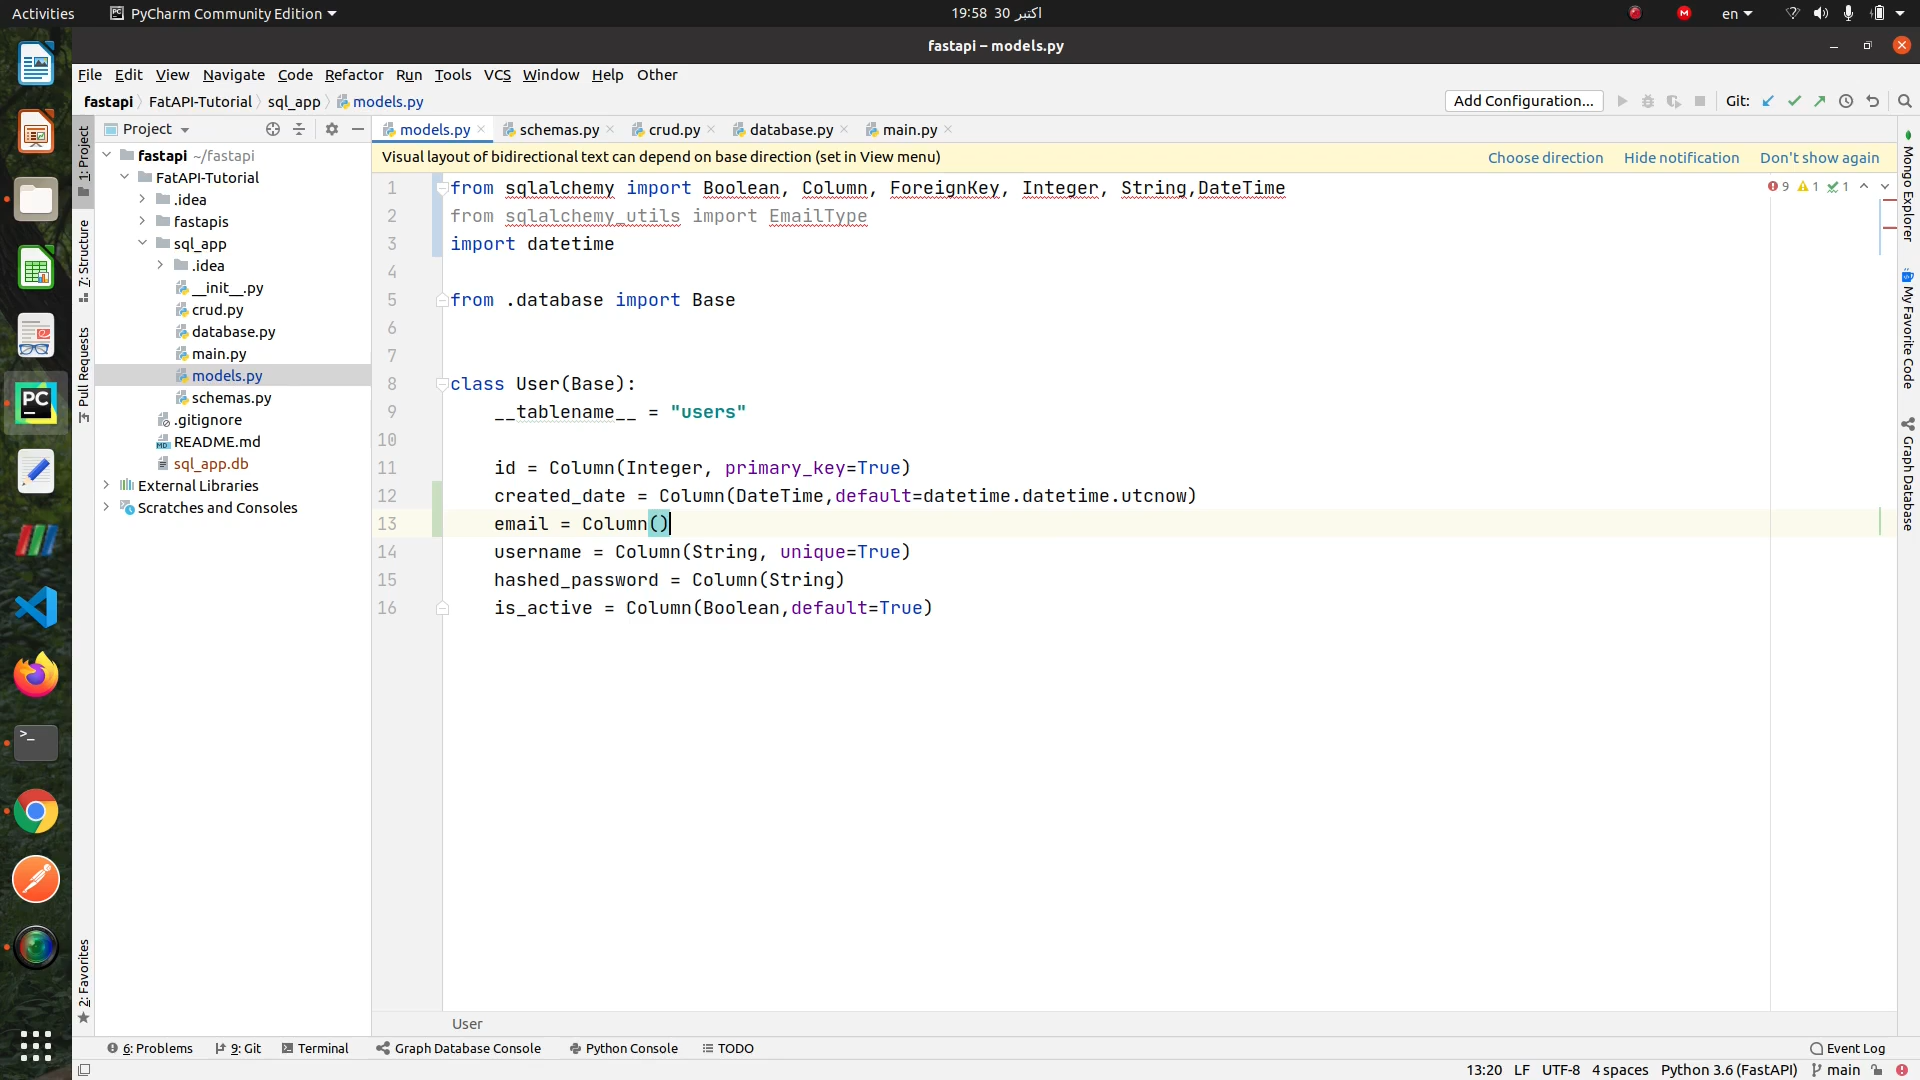 Activities PyCharm Community Edition 19:58 30 اکتبر en
fastapi – models.py
File Edit View Navigate Code Refactor Run Tools VCS Window Help Other
fastapi FatAPI-Tutorial sql_app models.py Add Configuration... Git:
Project models.py schemas.py crud.py database.py main.py
Visual layout of bidirectional text can depend on base direction (set in View menu) Choose direction Hide notification Don't show again
1: Project
7: Structure
Pull Requests
2: Favorites
fastapi ~/fastapi
FatAPI-Tutorial
.idea
fastapis
sql_app
.idea
__init__.py
crud.py
database.py
main.py
models.py
schemas.py
.gitignore
README.md
sql_app.db
External Libraries
Scratches and Consoles
1 from sqlalchemy import Boolean, Column, ForeignKey, Integer, String,DateTime
2 from sqlalchemy_utils import EmailType
3 import datetime
4
5 from .database import Base
6
7
8 class User(Base):
9 __tablename__ = "users"
10
11 id = Column(Integer, primary_key=True)
12 created_date = Column(DateTime,default=datetime.datetime.utcnow)
13 email = Column()
14 username = Column(String, unique=True)
15 hashed_password = Column(String)
16 is_active = Column(Boolean,default=True)
9 1 1
Mongo Explorer
My Favorite Code
Graph Database
User
6: Problems 9: Git Terminal Graph Database Console Python Console TODO Event Log
13:20 LF UTF-8 4 spaces Python 3.6 (FastAPI) main